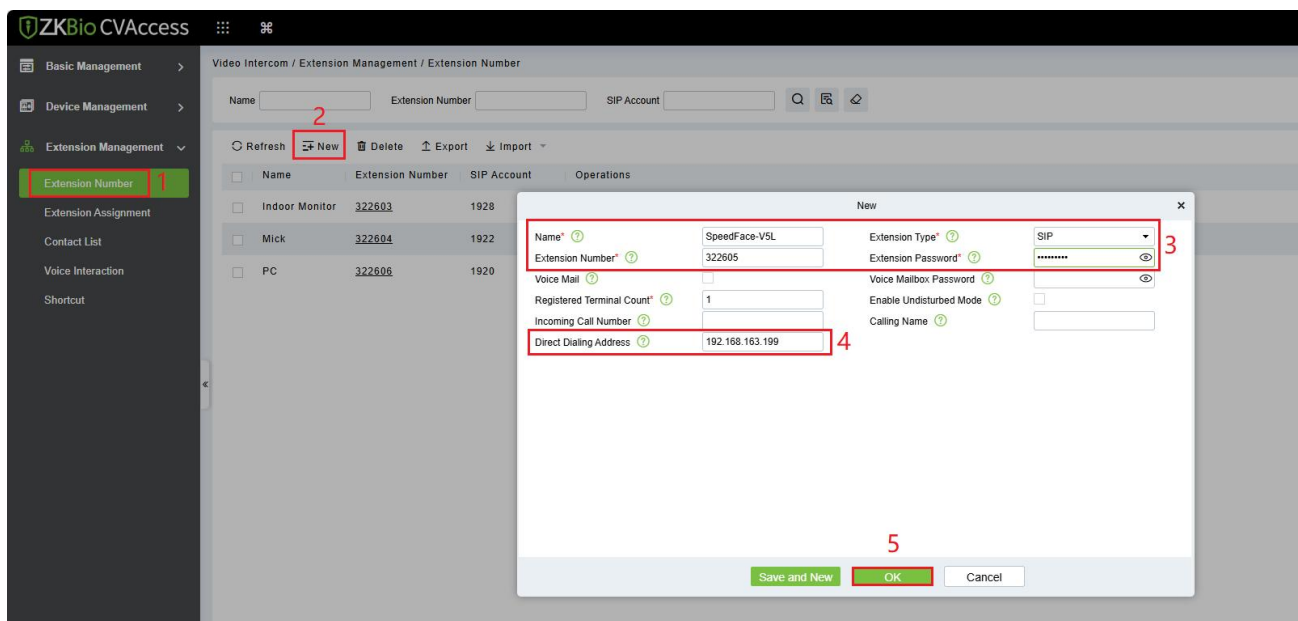 ZKBio CVAccess
Basic Management >
Device Management >
Extension Management
Extension Number 1
Extension Assignment
Contact List
Voice Interaction
Shortcut
Video Intercom / Extension Management / Extension Number
Name Extension Number SIP Account
2
Refresh New Delete Export Import
Name Extension Number SIP Account Operations
Indoor Monitor 322603 1928
Mick 322604 1922
PC 322606 1920
New ×
Name* ? SpeedFace-V5L Extension Type* ? SIP
3
Extension Number* ? 322605 Extension Password* ? •••••••••
Voice Mail ? Voice Mailbox Password ?
Registered Terminal Count* ? 1 Enable Undisturbed Mode ?
Incoming Call Number ? Calling Name ?
Direct Dialing Address ? 192.168.163.199 4
5
Save and New OK Cancel
«